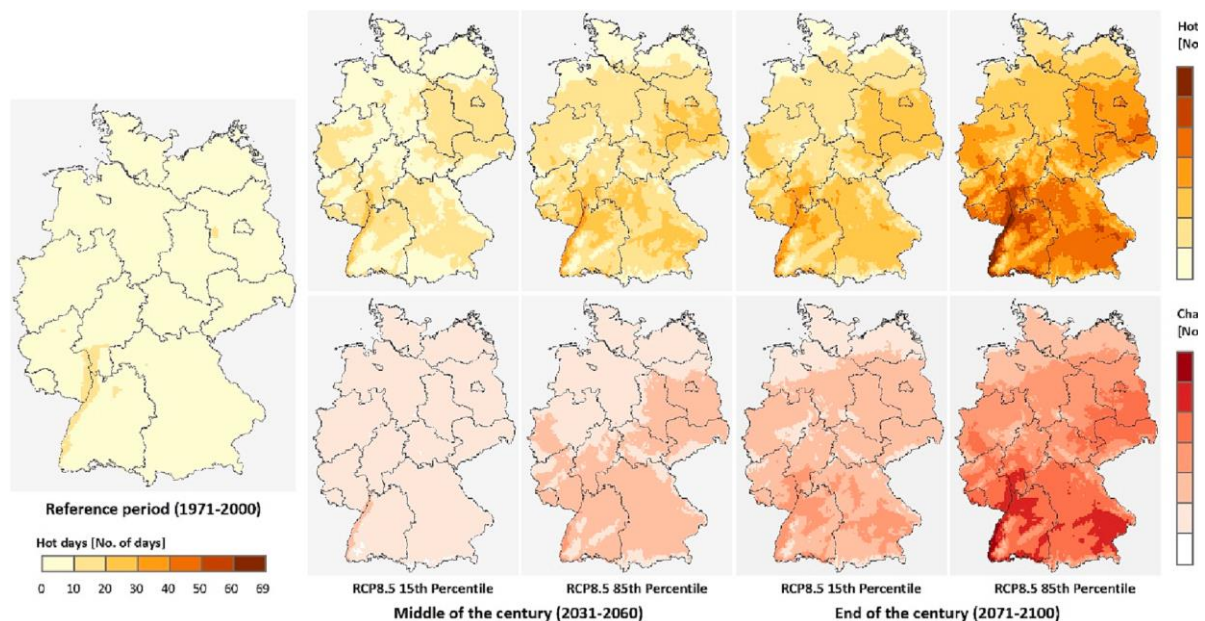 Hot
[No
Cha
[No
Reference period (1971-2000)
Hot days [No. of days]
0 10 20 30 40 50 60 69
RCP8.5 15th Percentile RCP8.5 85th Percentile RCP8.5 15th Percentile RCP8.5 85th Percentile
Middle of the century (2031-2060) End of the century (2071-2100)